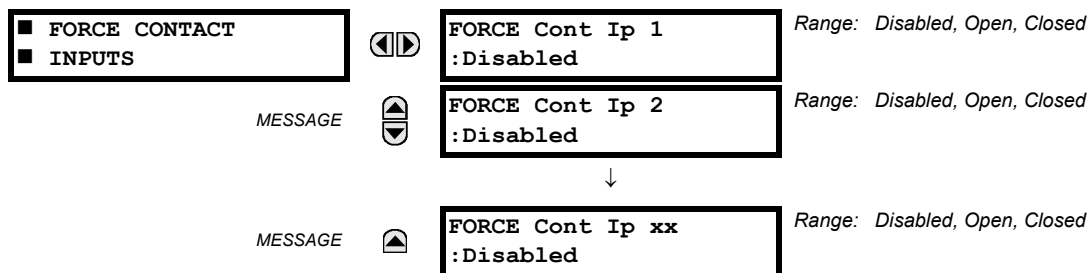 ■ FORCE CONTACT
■ INPUTS
FORCE Cont Ip 1
:Disabled
Range: Disabled, Open, Closed
MESSAGE
FORCE Cont Ip 2
:Disabled
Range: Disabled, Open, Closed
↓
MESSAGE
FORCE Cont Ip xx
:Disabled
Range: Disabled, Open, Closed